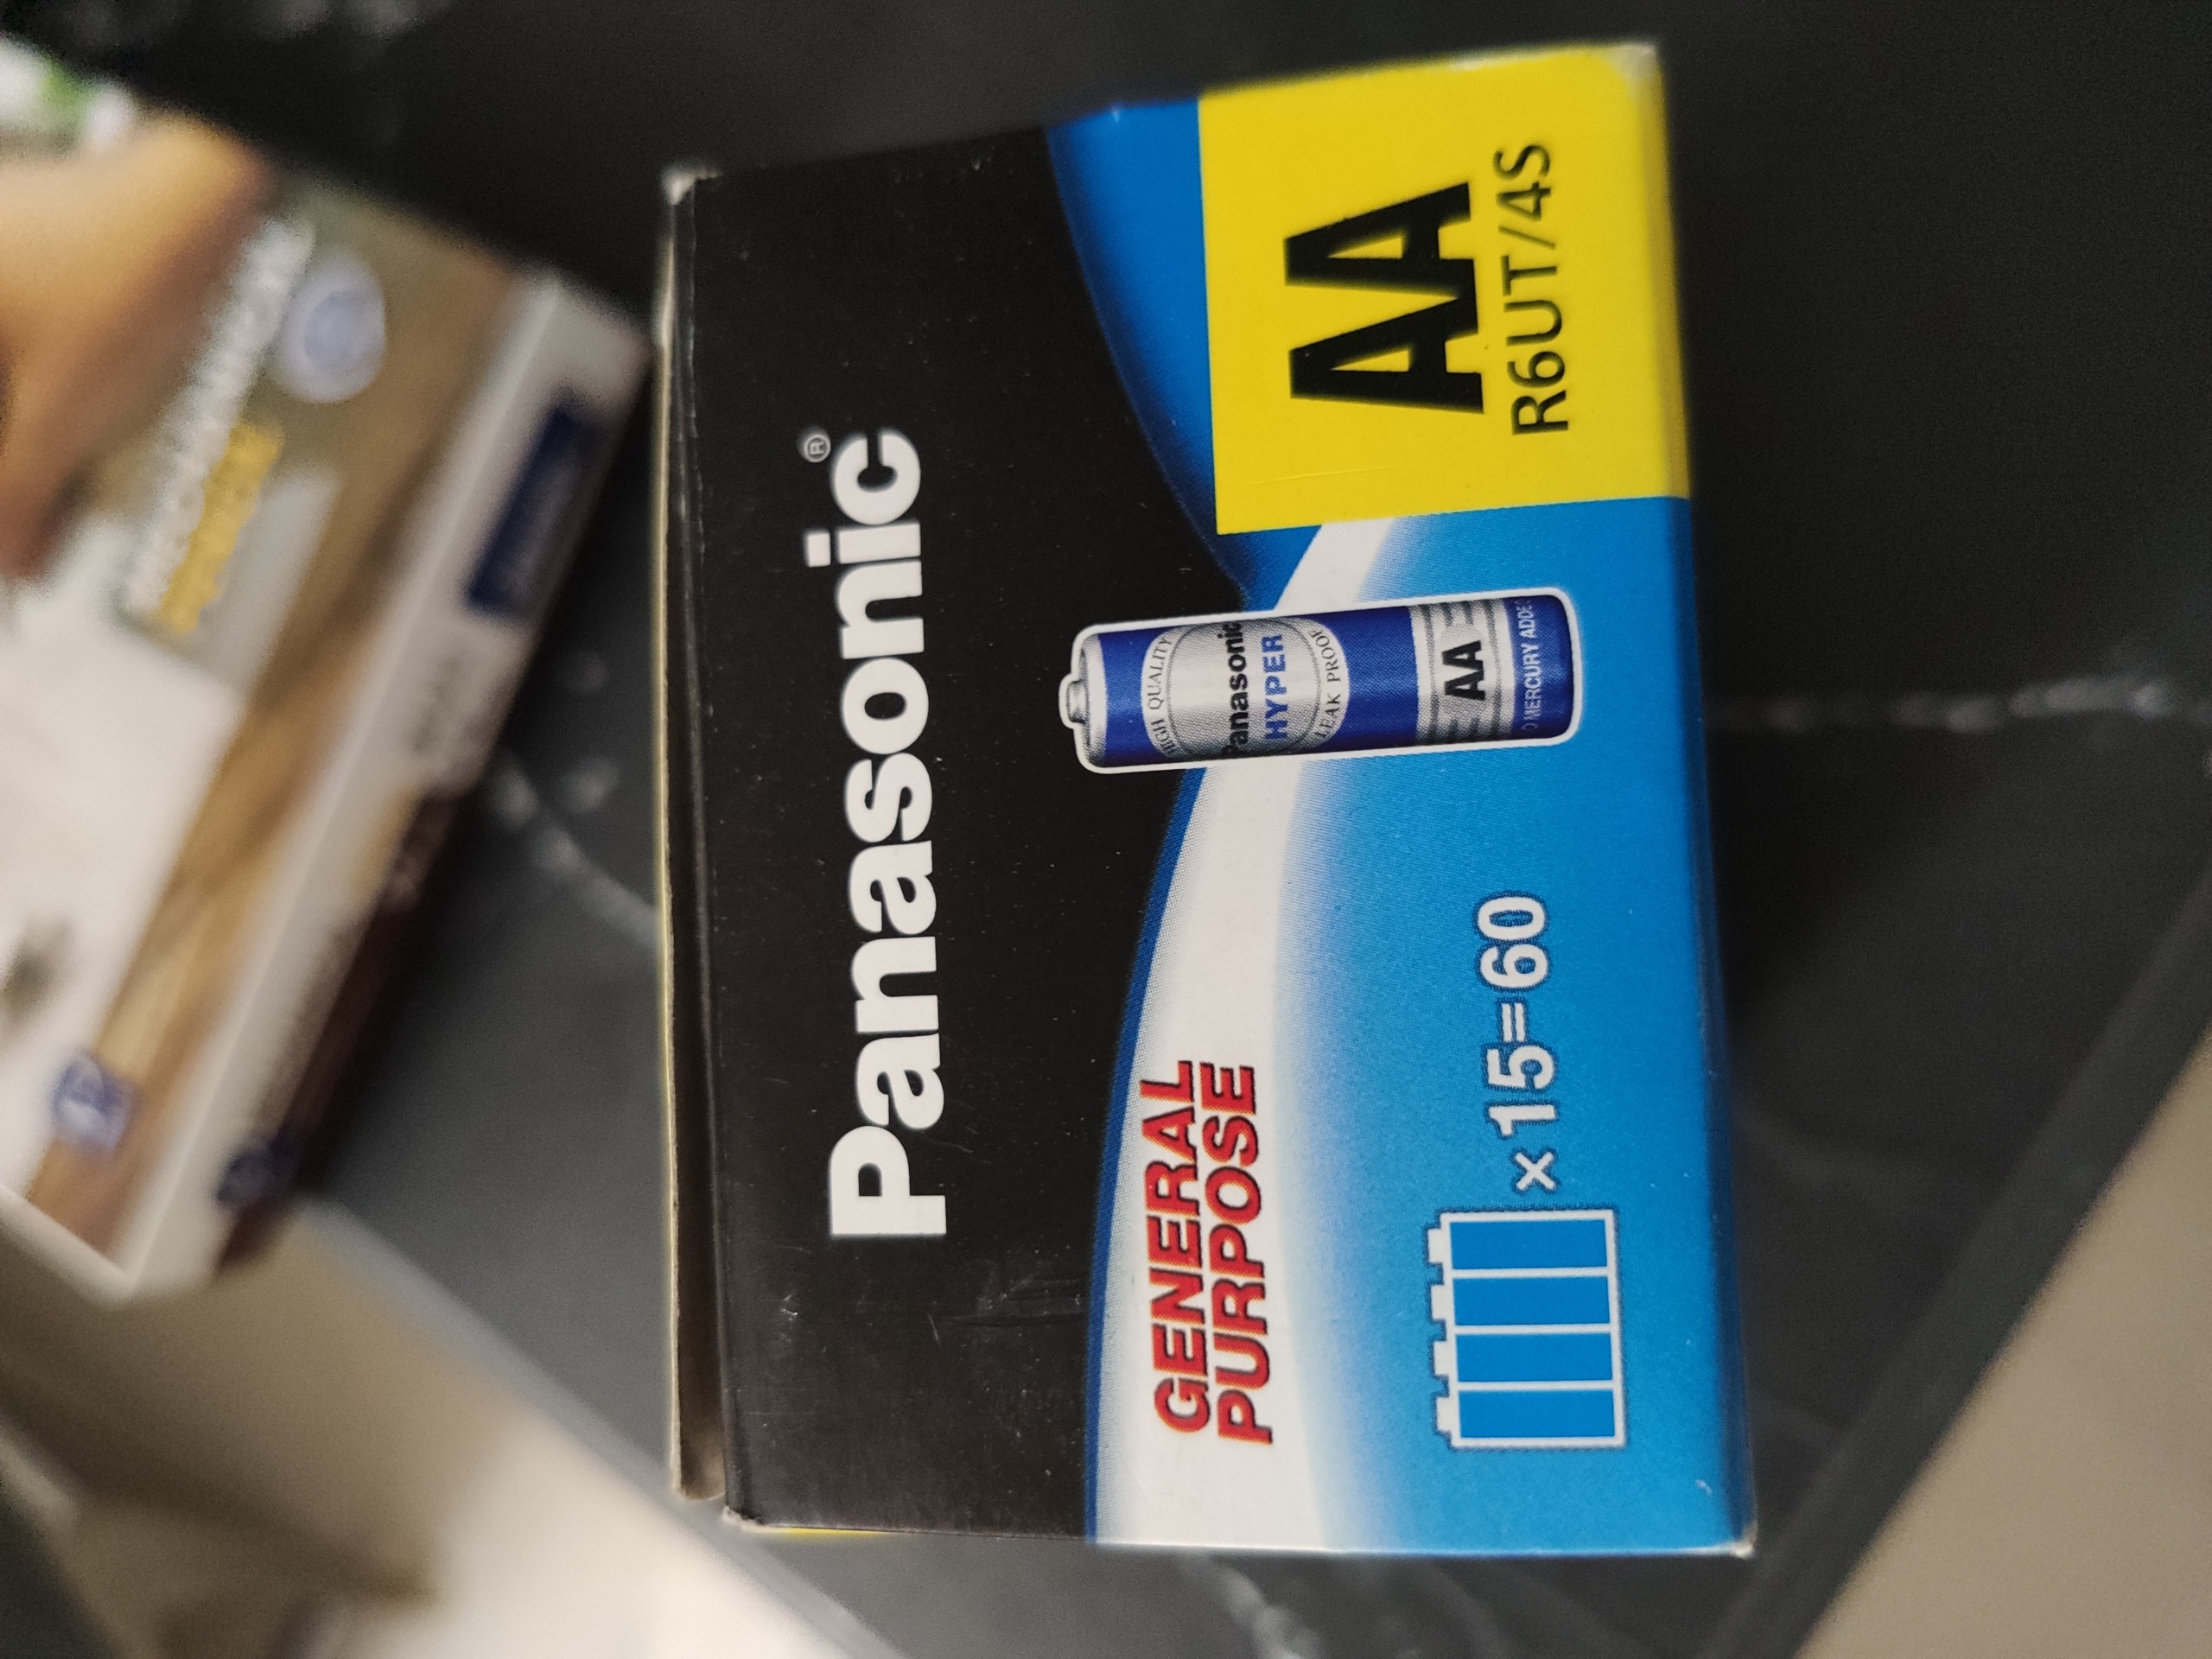 Panasonic®
GENERAL
PURPOSE
HIGH QUALITY
Panasonic
HYPER
LEAK PROOF
AA
MERCURY ADDE
×15=60
AA
R6UT/4S